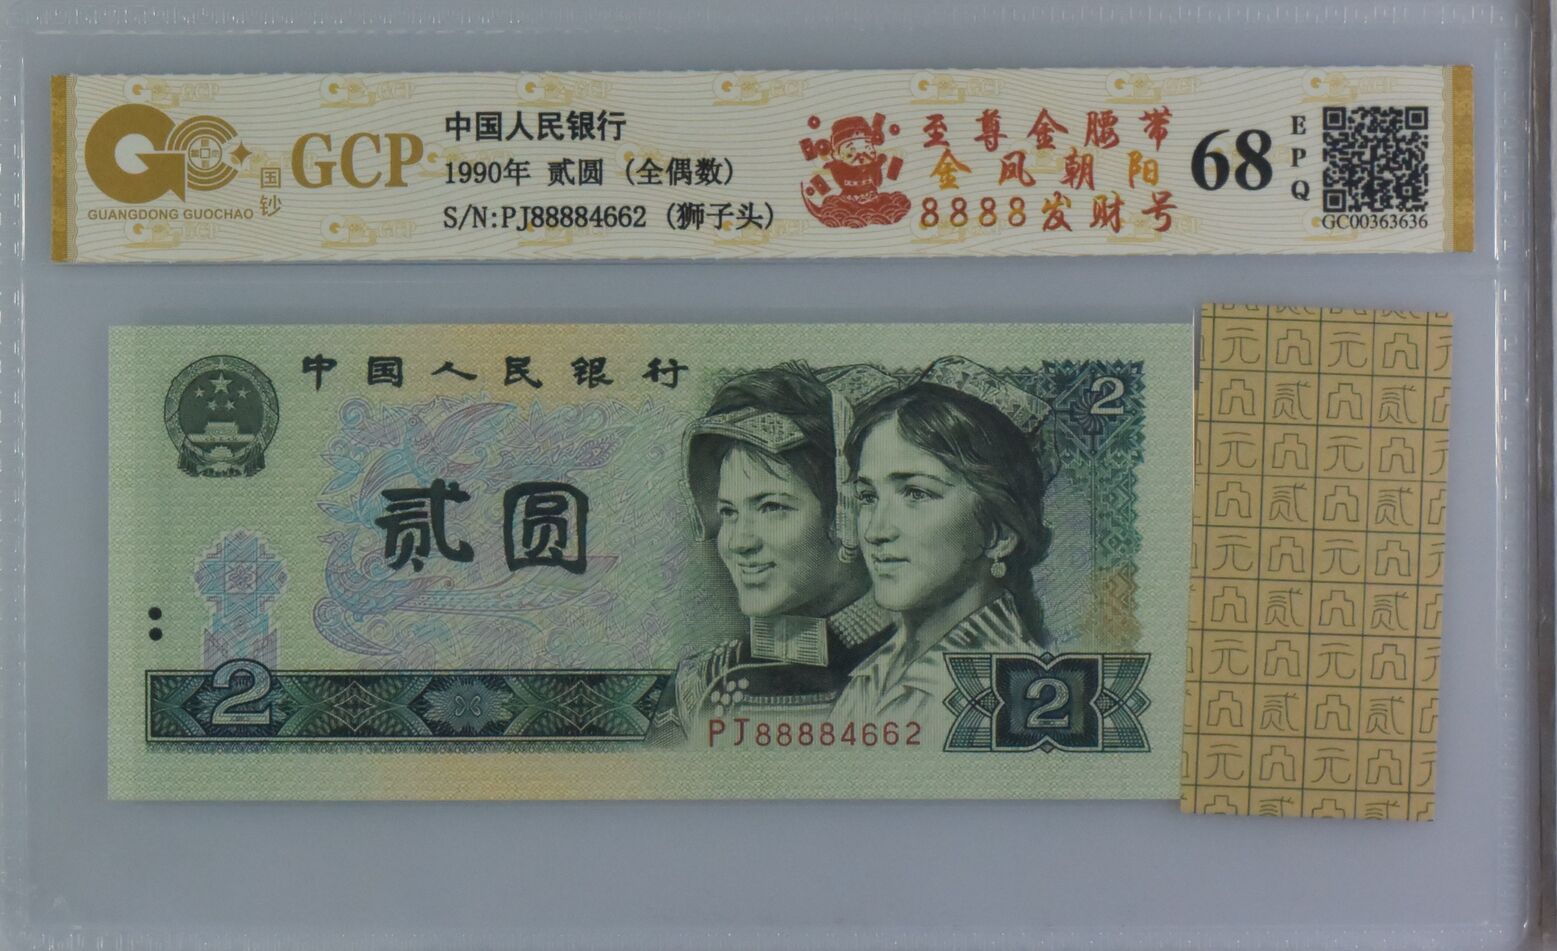 GCP
国钞
GUANGDONG GUOCHAO
中国人民银行
1990年 贰圆 (全偶数)
S/N:PJ88884662 (狮子头)
至尊金腰带
金凤朝阳
8888发财号
68
EPQ
GC00363636
中国人民银行
2
贰圆
2
2
PJ88884662